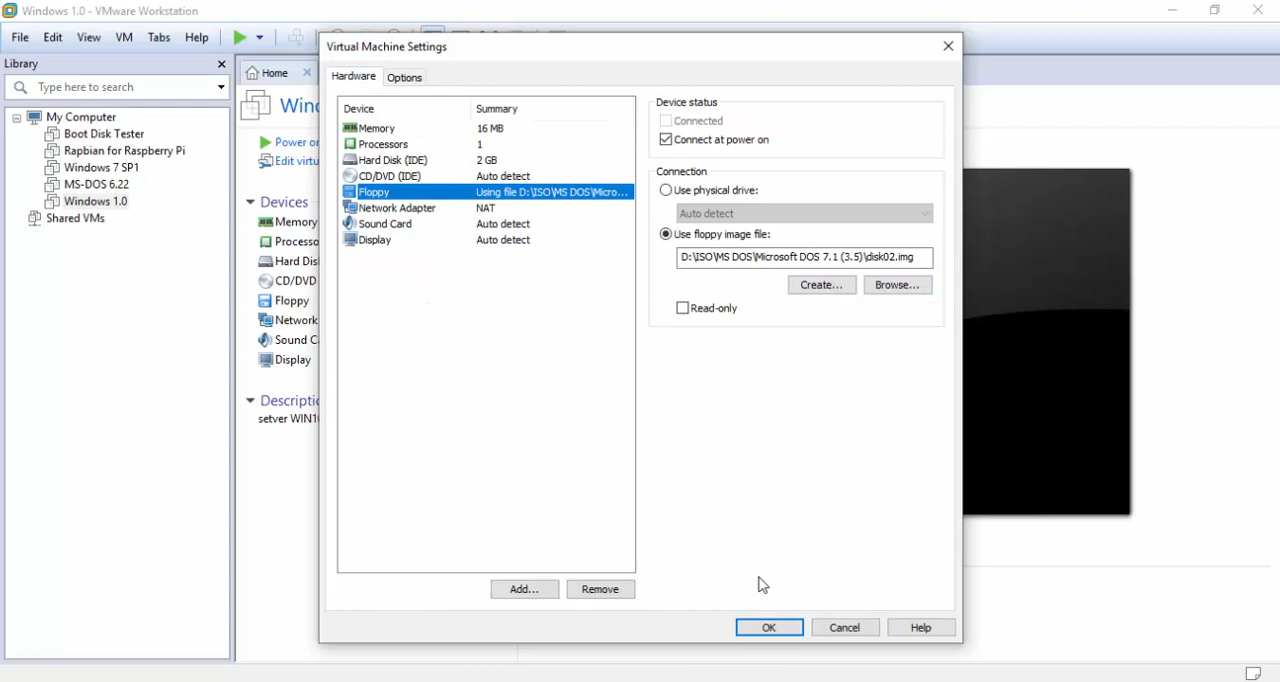 Windows 1.0 - VMware Workstation
File Edit View VM Tabs Help
Library
Type here to search
My Computer
Boot Disk Tester
Rapbian for Raspberry Pi
Windows 7 SP1
MS-DOS 6.22
Windows 1.0
Shared VMs
Home
Wind
Power on
Edit virtu
Devices
Memory
Processo
Hard Dis
CD/DVD
Floppy
Network
Sound Ca
Display
Descripti
setver WIN10
Virtual Machine Settings
Hardware Options
Device Summary
Memory 16 MB
Processors 1
Hard Disk (IDE) 2 GB
CD/DVD (IDE) Auto detect
Floppy Using file D:\ISO\MS DOS\Micro...
Network Adapter NAT
Sound Card Auto detect
Display Auto detect
Add... Remove
Device status
Connected
Connect at power on
Connection
Use physical drive:
Auto detect
Use floppy image file:
D:\ISO\MS DOS\Microsoft DOS 7.1 (3.5)\disk02.img
Create... Browse...
Read-only
OK Cancel Help